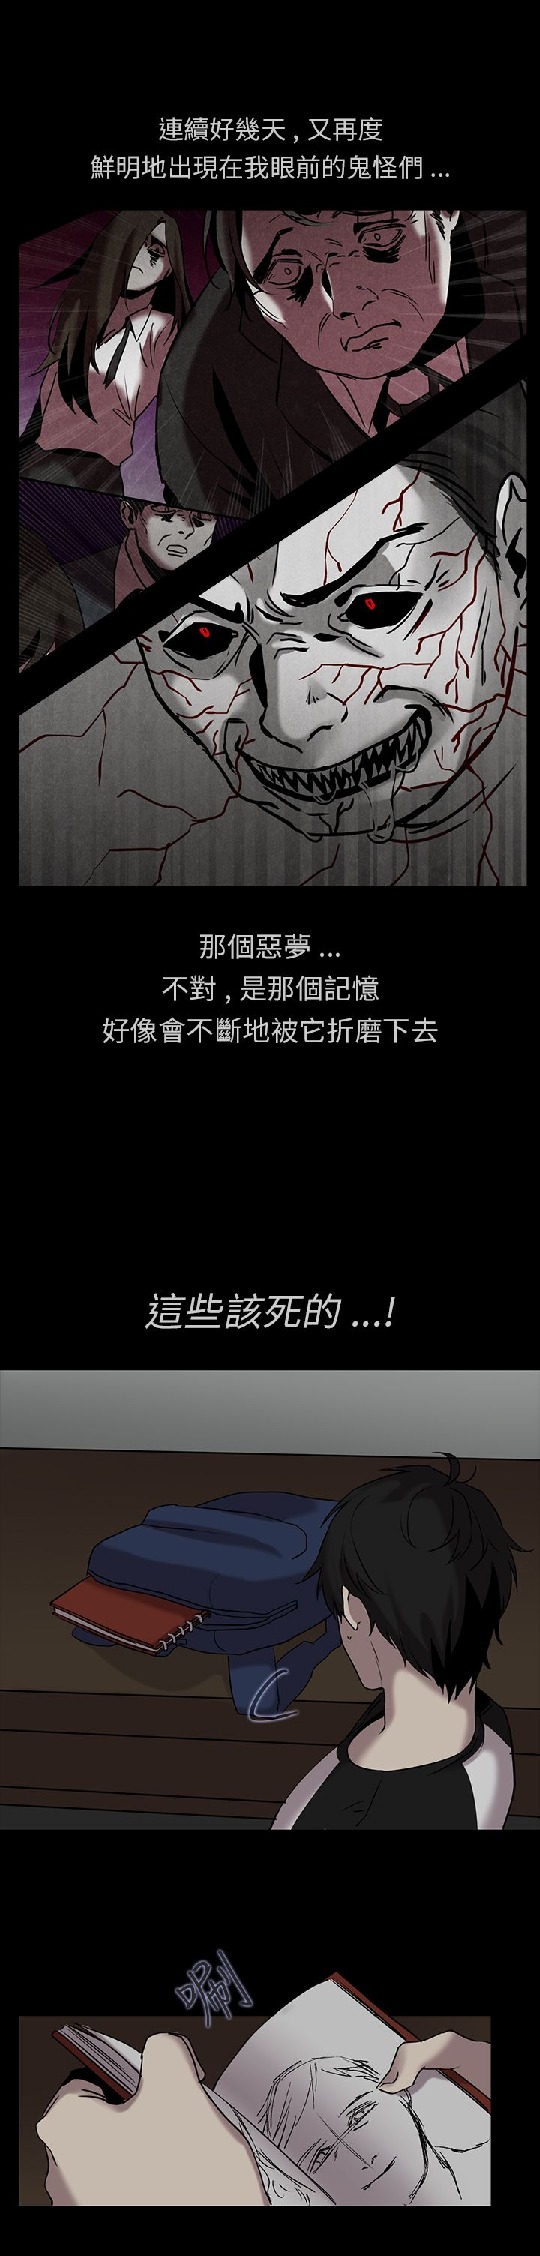 連續好幾天，又再度
鮮明地出現在我眼前的鬼怪們...
那個惡夢...
不對，是那個記憶
好像會不斷地被它折磨下去
這些該死的...!
唰